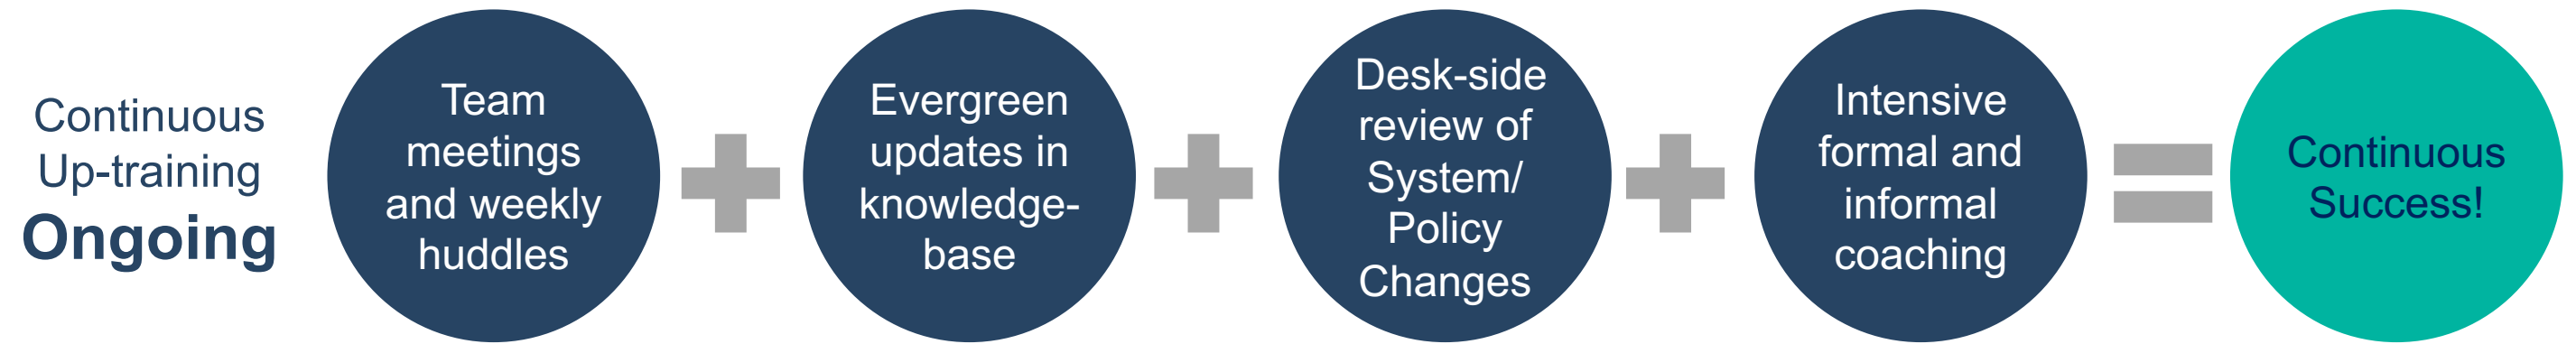 Continuous
Up-training
Ongoing
Team
meetings
and weekly
huddles
Evergreen
updates in
knowledge-
base
Desk-side
review of
System/
Policy
Changes
Intensive
formal and
informal
coaching
Continuous
Success!